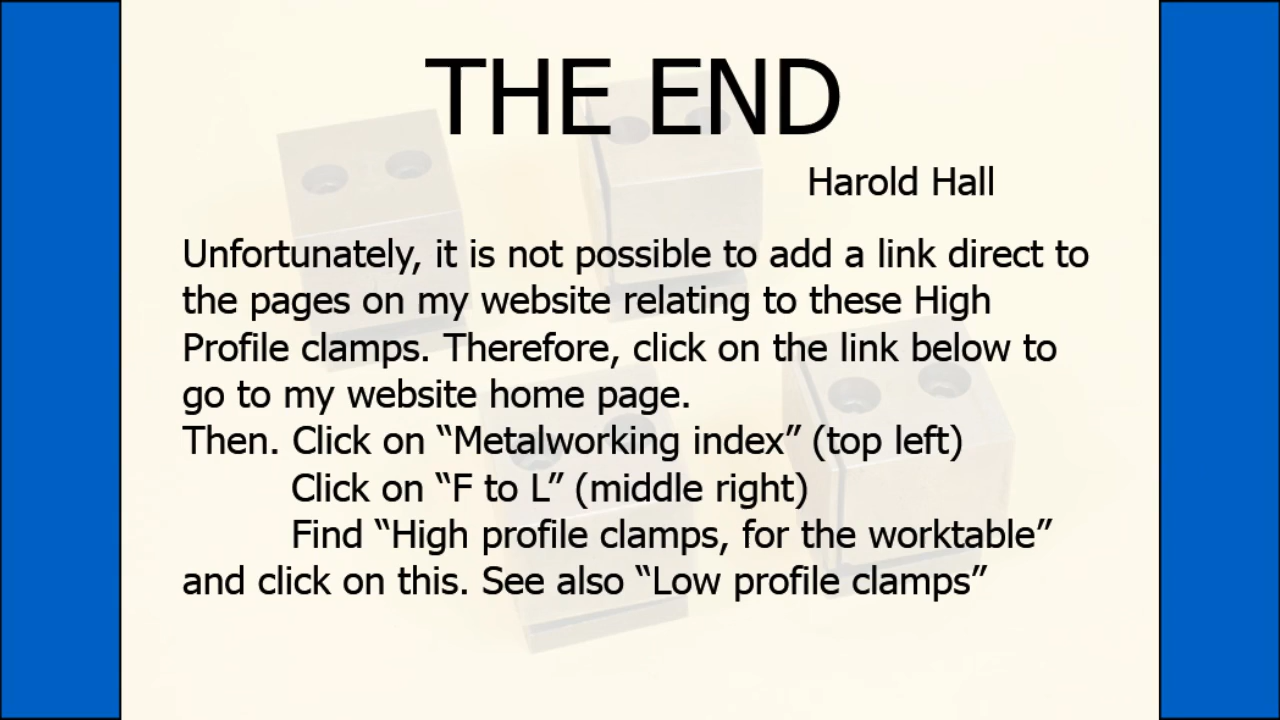 THE END
Harold Hall
Unfortunately, it is not possible to add a link direct to
the pages on my website relating to these High
Profile clamps. Therefore, click on the link below to
go to my website home page.
Then. Click on “Metalworking index” (top left)
Click on “F to L” (middle right)
Find “High profile clamps, for the worktable”
and click on this. See also “Low profile clamps”